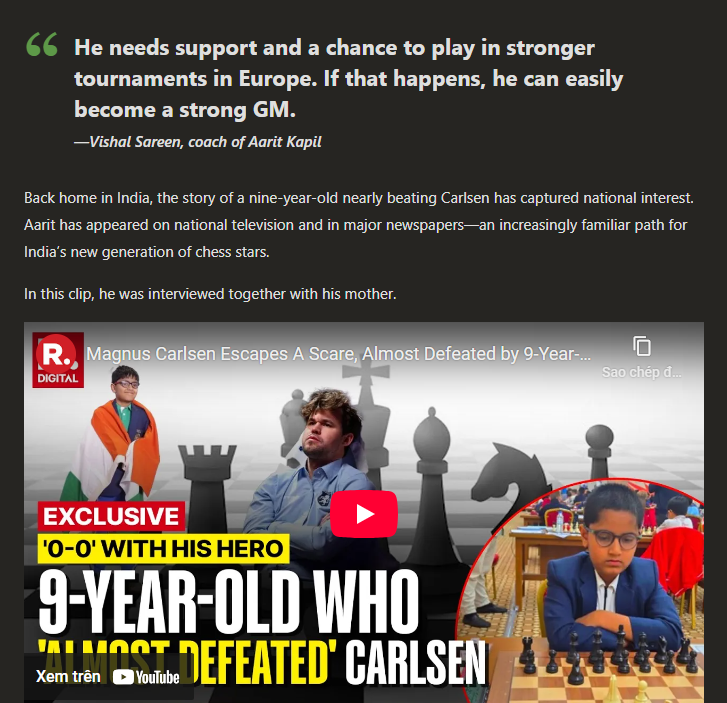 He needs support and a chance to play in stronger
tournaments in Europe. If that happens, he can easily
become a strong GM.
—Vishal Sareen, coach of Aarit Kapil
Back home in India, the story of a nine-year-old nearly beating Carlsen has captured national interest.
Aarit has appeared on national television and in major newspapers—an increasingly familiar path for
India's new generation of chess stars.
In this clip, he was interviewed together with his mother.
R.
DIGITAL
Magnus Carlsen Escapes A Scare, Almost Defeated by 9-Year-...
Sao chép đ...
EXCLUSIVE
'0-0' WITH HIS HERO
9-YEAR-OLD WHO
'ALMOST DEFEATED' CARLSEN
Xem trên YouTube